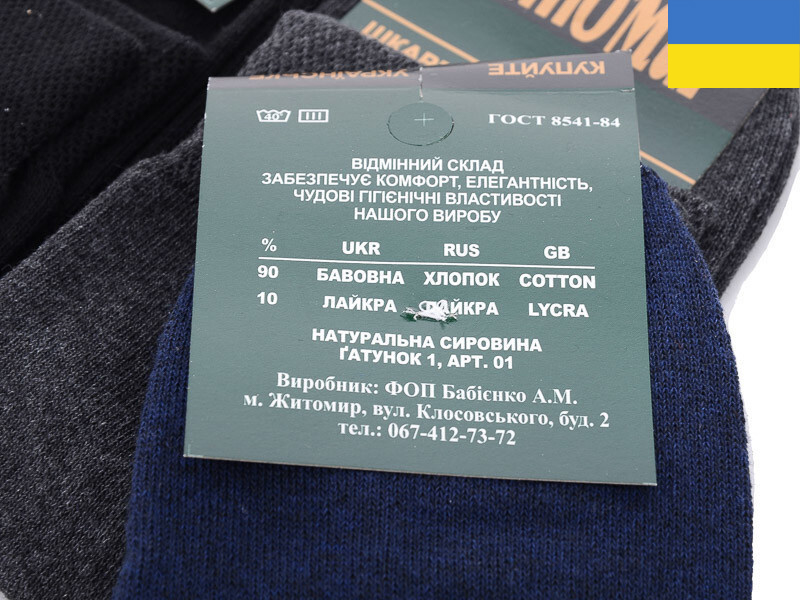 ШКАР
КУПУЙТЕ
УКРАЇНСЬКЕ
40
ГОСТ 8541-84
ВІДМІННИЙ СКЛАД
ЗАБЕЗПЕЧУЄ КОМФОРТ, ЕЛЕГАНТНІСТЬ,
ЧУДОВІ ГІГІЄНІЧНІ ВЛАСТИВОСТІ
НАШОГО ВИРОБУ
% UKR RUS GB
90 БАВОВНА ХЛОПОК COTTON
10 ЛАЙКРА ЛАЙКРА LYCRA
НАТУРАЛЬНА СИРОВИНА
ҐАТУНОК 1, АРТ. 01
Виробник: ФОП Бабієнко А.М.
м. Житомир, вул. Клосовського, буд. 2
тел.: 067-412-73-72